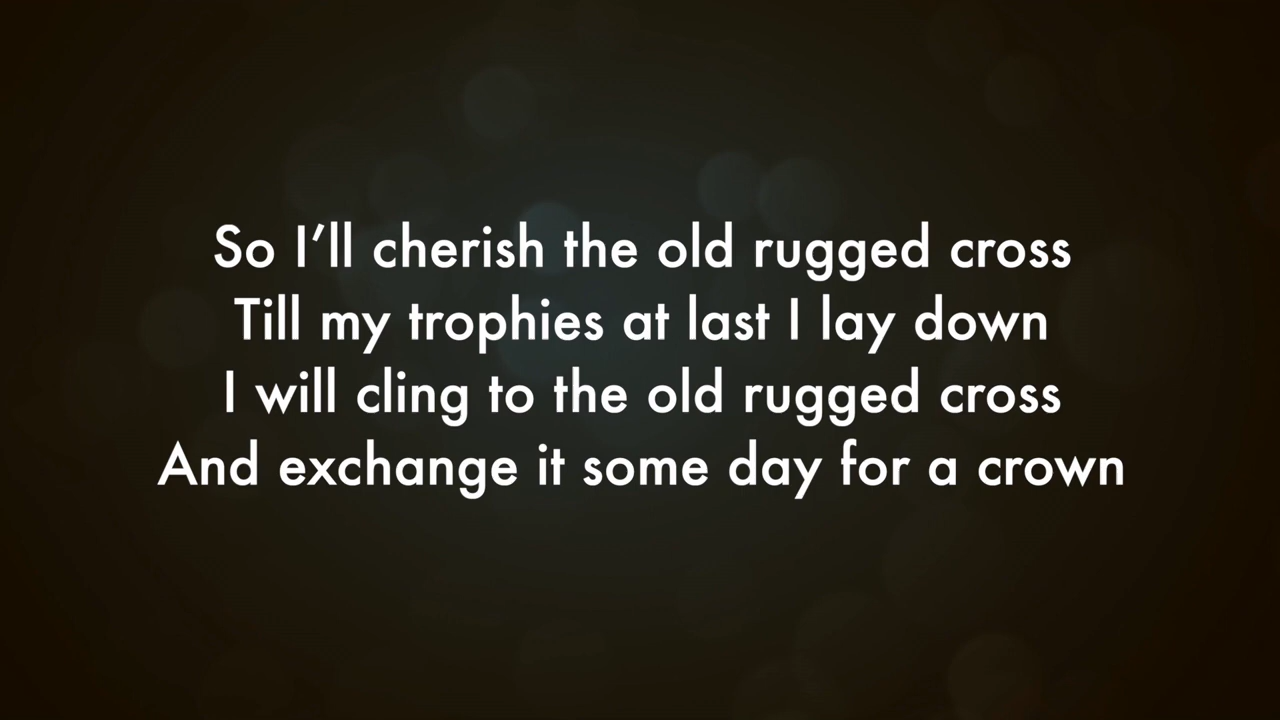 So I’ll cherish the old rugged cross
Till my trophies at last I lay down
I will cling to the old rugged cross
And exchange it some day for a crown